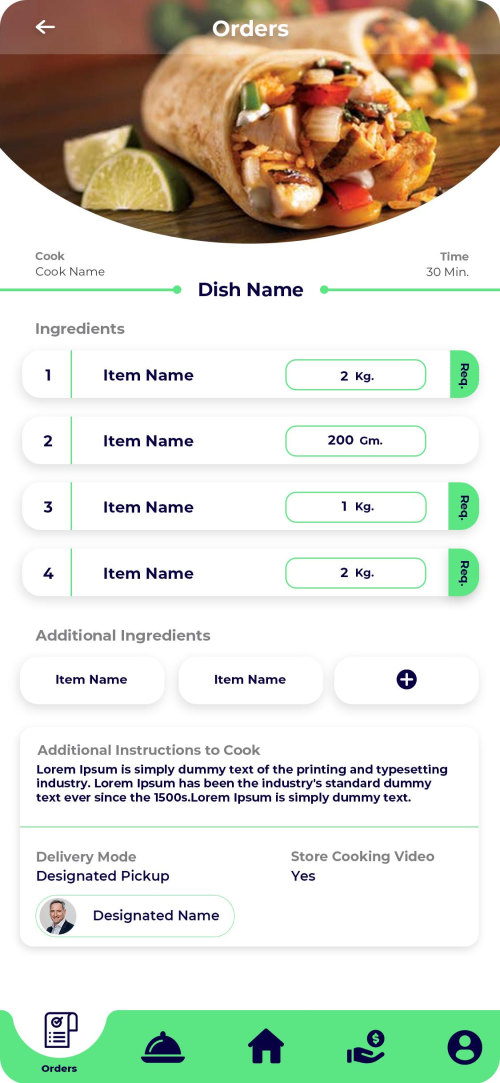 Orders
Cook
Time
Cook Name
30 Min.
Dish Name
Ingredients
1 Item Name 2 Kg. Req.
2 Item Name 200 Gm.
3 Item Name 1 Kg. Req.
4 Item Name 2 Kg. Req.
Additional Ingredients
Item Name Item Name
Additional Instructions to Cook
Lorem Ipsum is simply dummy text of the printing and typesetting
industry. Lorem Ipsum has been the industry's standard dummy
text ever since the 1500s.Lorem Ipsum is simply dummy text.
Delivery Mode Store Cooking Video
Designated Pickup Yes
Designated Name
$
Orders